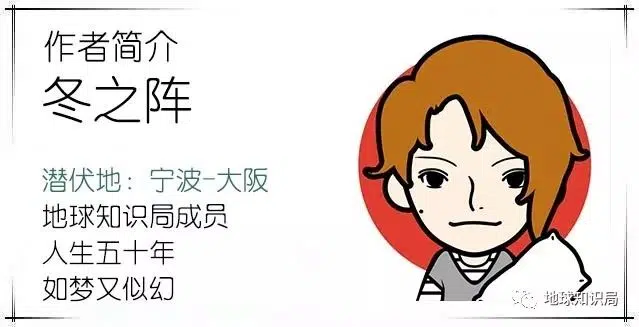 作者简介
冬之阵
潜伏地：宁波-大阪
地球知识局成员
人生五十年
如梦又似幻
地球知识局